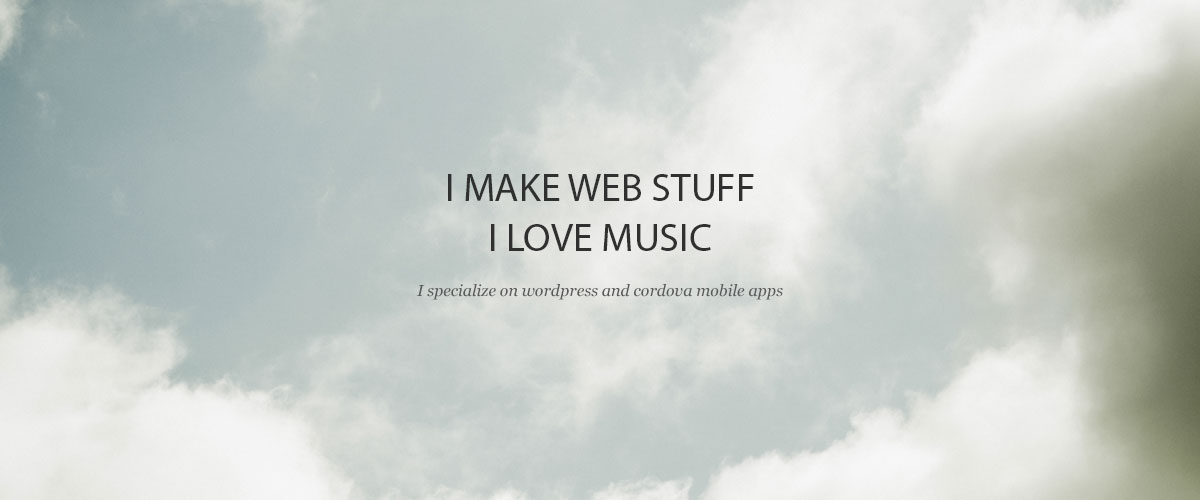 I MAKE WEB STUFF
I LOVE MUSIC
I specialize on wordpress and cordova mobile apps